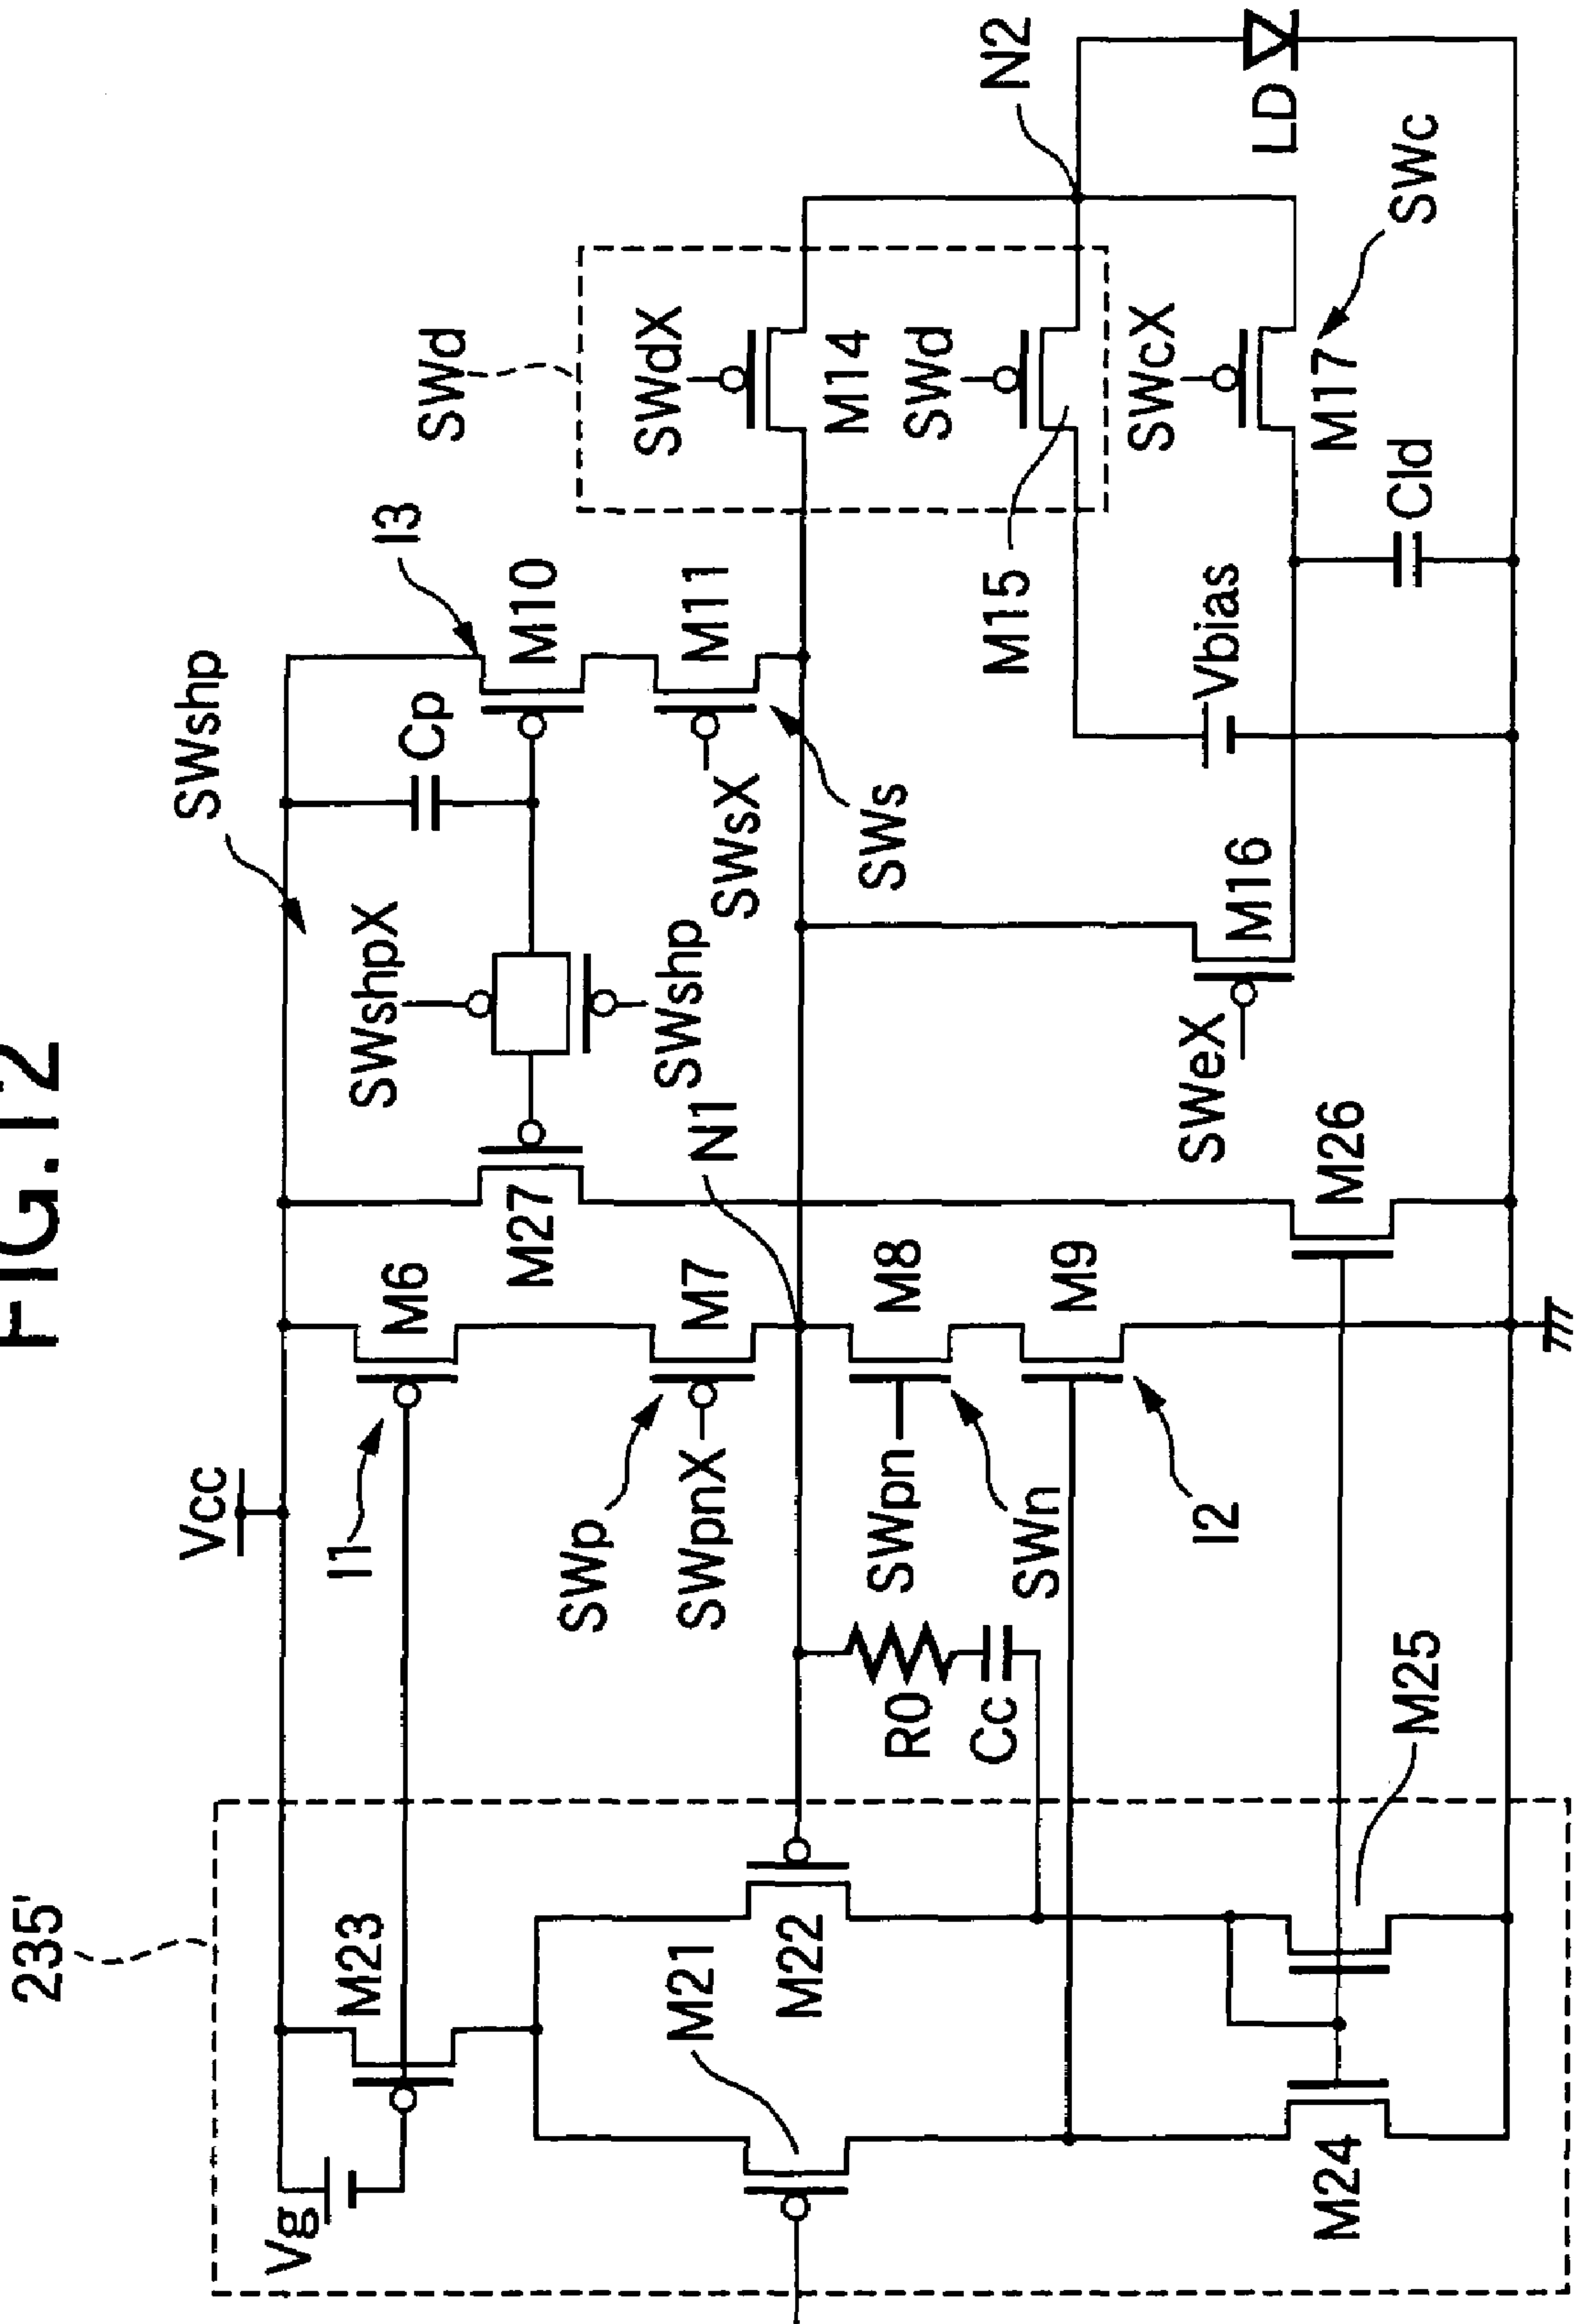 FIG.12
235'
Vg
M23
M21
M22
M24
M25
Vcc
I1
SWp
SWpnX
R0
Cc
SWpn
SWn
I2
M6
M7
M8
M9
N1
M27
M26
SWshp
SWshpX
SWshp
Cp
I3
M10
M11
SWsX
SWs
SWeX
M16
Vbias
M15
Cld
SWd
SWdX
M14
SWd
SWcX
M17
SWc
N2
LD